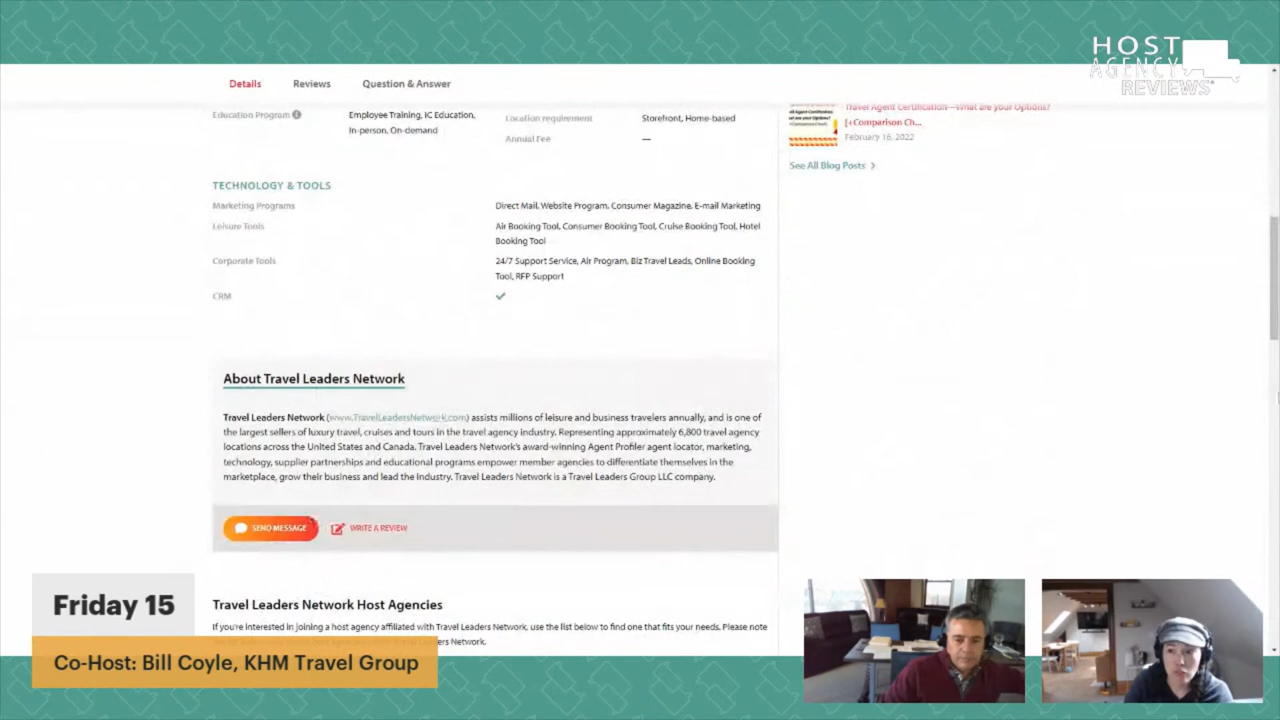 HOST
AGENCY
REVIEWS
Details Reviews Question & Answer
Education Program
Employee Training, IC Education,
In-person, On-demand
Location requirement Storefront, Home-based
Annual Fee —
Travel Agent Certification—What are your Options?
[+Comparison Ch...
February 16, 2022
See All Blog Posts
TECHNOLOGY & TOOLS
Marketing Programs Direct Mail, Website Program, Consumer Magazine, E-mail Marketing
Leisure Tools Air Booking Tool, Consumer Booking Tool, Cruise Booking Tool, Hotel
Booking Tool
Corporate Tools 24/7 Support Service, Air Program, Biz Travel Leads, Online Booking
Tool, RFP Support
CRM
About Travel Leaders Network
Travel Leaders Network (www.TravelLeadersNetwork.com) assists millions of leisure and business travelers annually, and is one of
the largest sellers of luxury travel, cruises and tours in the travel agency industry. Representing approximately 6,800 travel agency
locations across the United States and Canada. Travel Leaders Network's award-winning Agent Profiler agent locator, marketing,
technology, supplier partnerships and educational programs empower member agencies to differentiate themselves in the
marketplace, grow their business and lead the industry. Travel Leaders Network is a Travel Leaders Group LLC company.
SEND MESSAGE WRITE A REVIEW
Travel Leaders Network Host Agencies
If you're interested in joining a host agency affiliated with Travel Leaders Network, use the list below to find one that fits your needs. Please note
Network.
Friday 15
Co-Host: Bill Coyle, KHM Travel Group